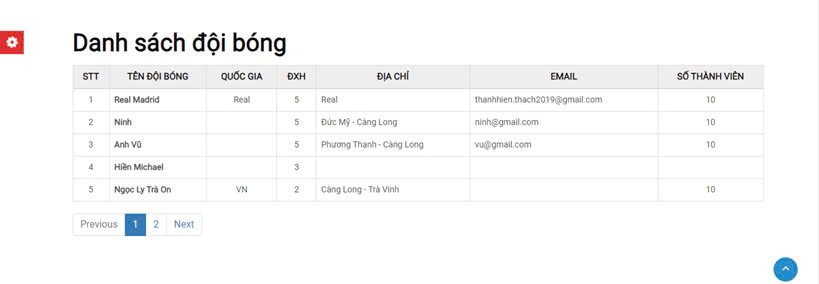 Danh sách đội bóng
STT TÊN ĐỘI BÓNG QUỐC GIA ĐXH ĐỊA CHỈ EMAIL SỐ THÀNH VIÊN
1 Real Madrid Real 5 Real thanhhien.thach2019@gmail.com 10
2 Ninh 5 Đức Mỹ - Càng Long ninh@gmail.com 10
3 Anh Vũ 5 Phương Thạnh - Càng Long vu@gmail.com 10
4 Hiền Michael 3
5 Ngọc Ly Trà On VN 2 Càng Long - Trà Vinh 10
Previous 1 2 Next